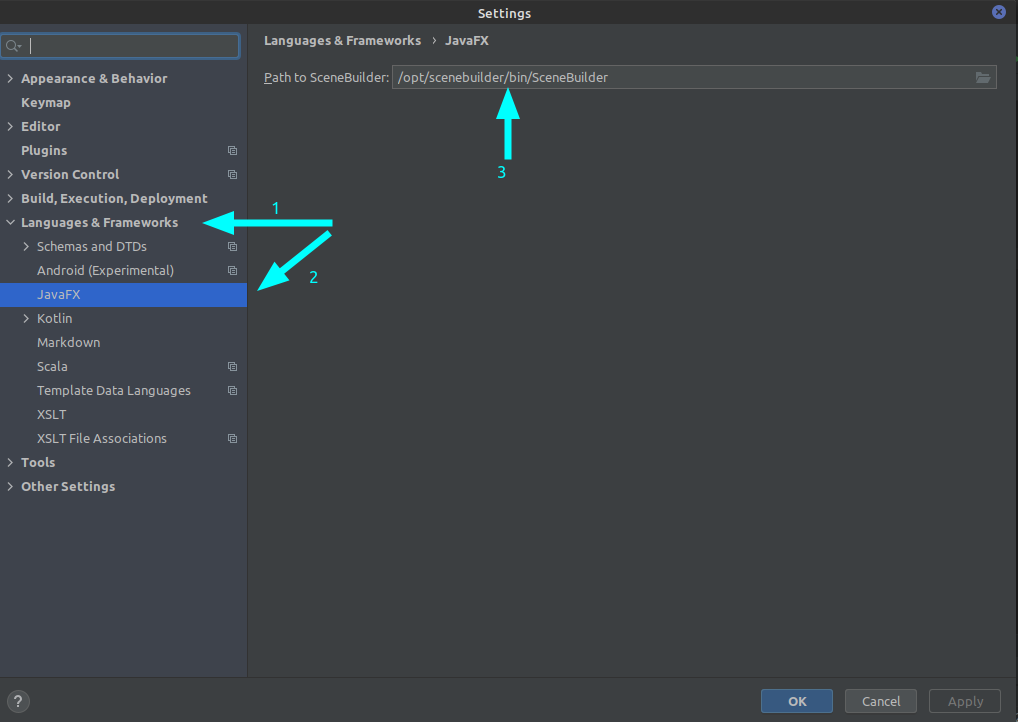 Settings
Languages & Frameworks › JavaFX
Path to SceneBuilder: /opt/scenebuilder/bin/SceneBuilder
Appearance & Behavior
Keymap
Editor
Plugins
Version Control
Build, Execution, Deployment
Languages & Frameworks
Schemas and DTDs
Android (Experimental)
JavaFX
Kotlin
Markdown
Scala
Template Data Languages
XSLT
XSLT File Associations
Tools
Other Settings
1
2
3
?
OK
Cancel
Apply